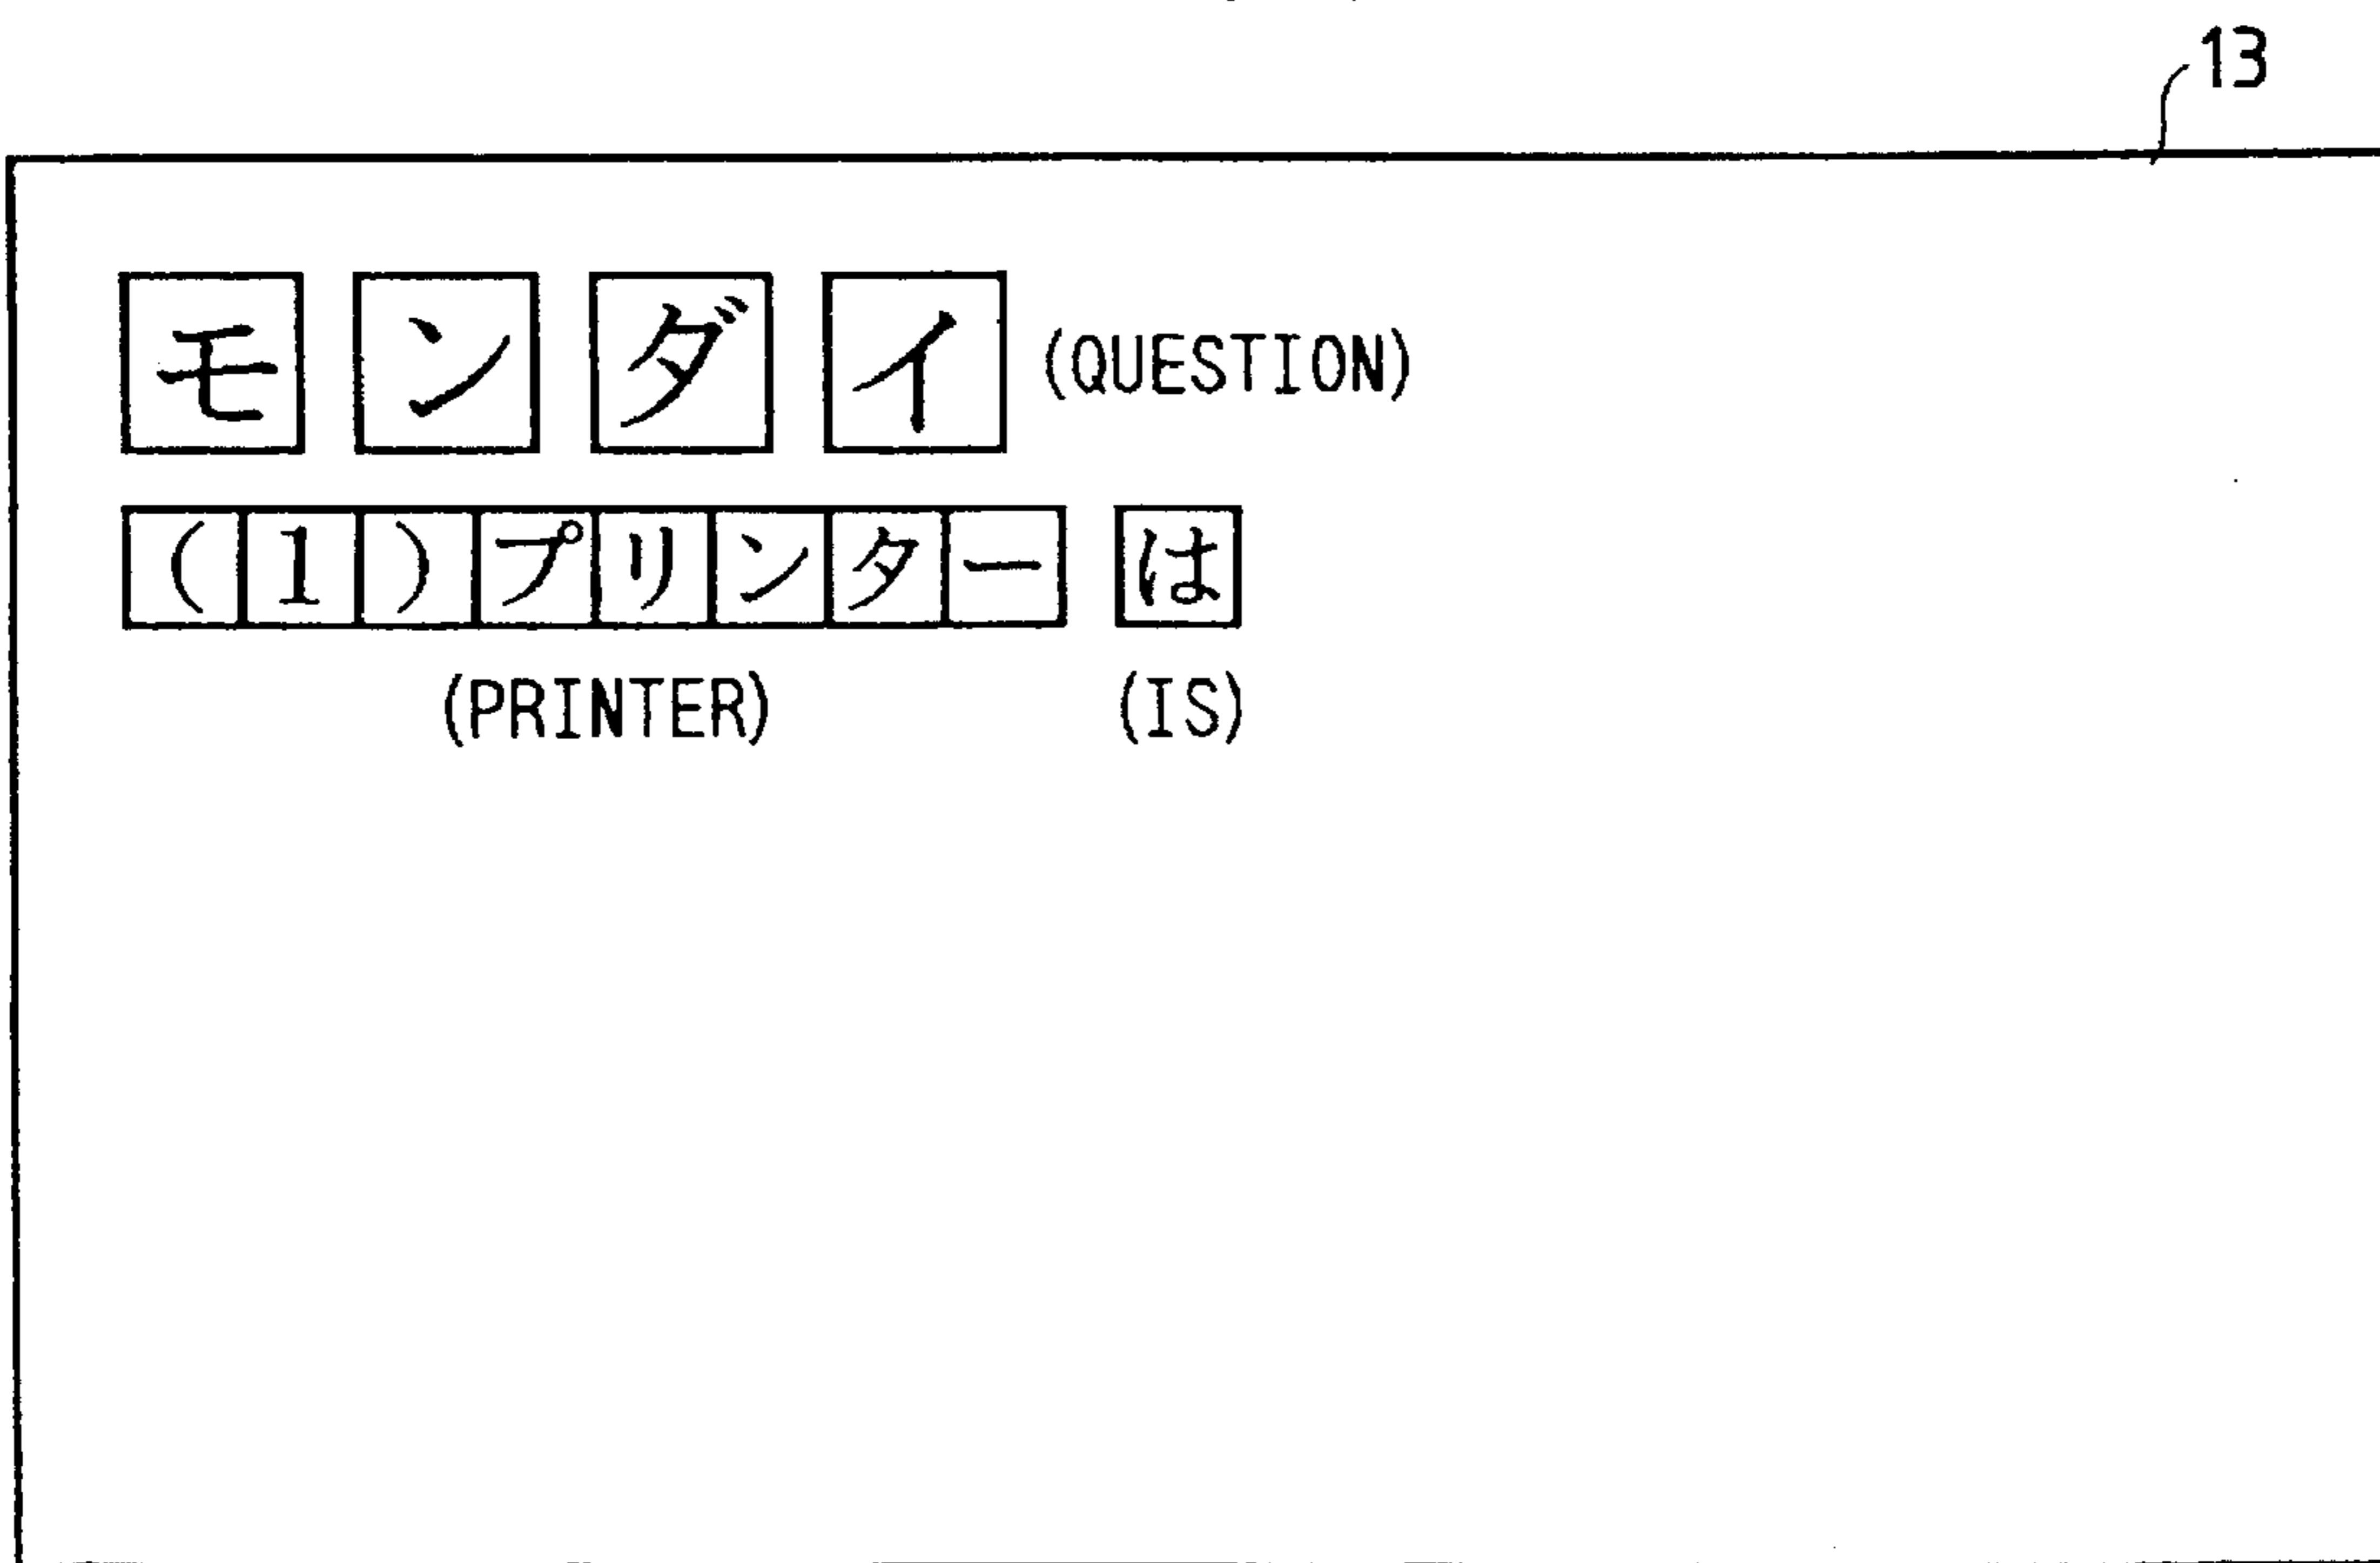 13
モンダイ (QUESTION)
(1)プリンター は
(PRINTER) (IS)